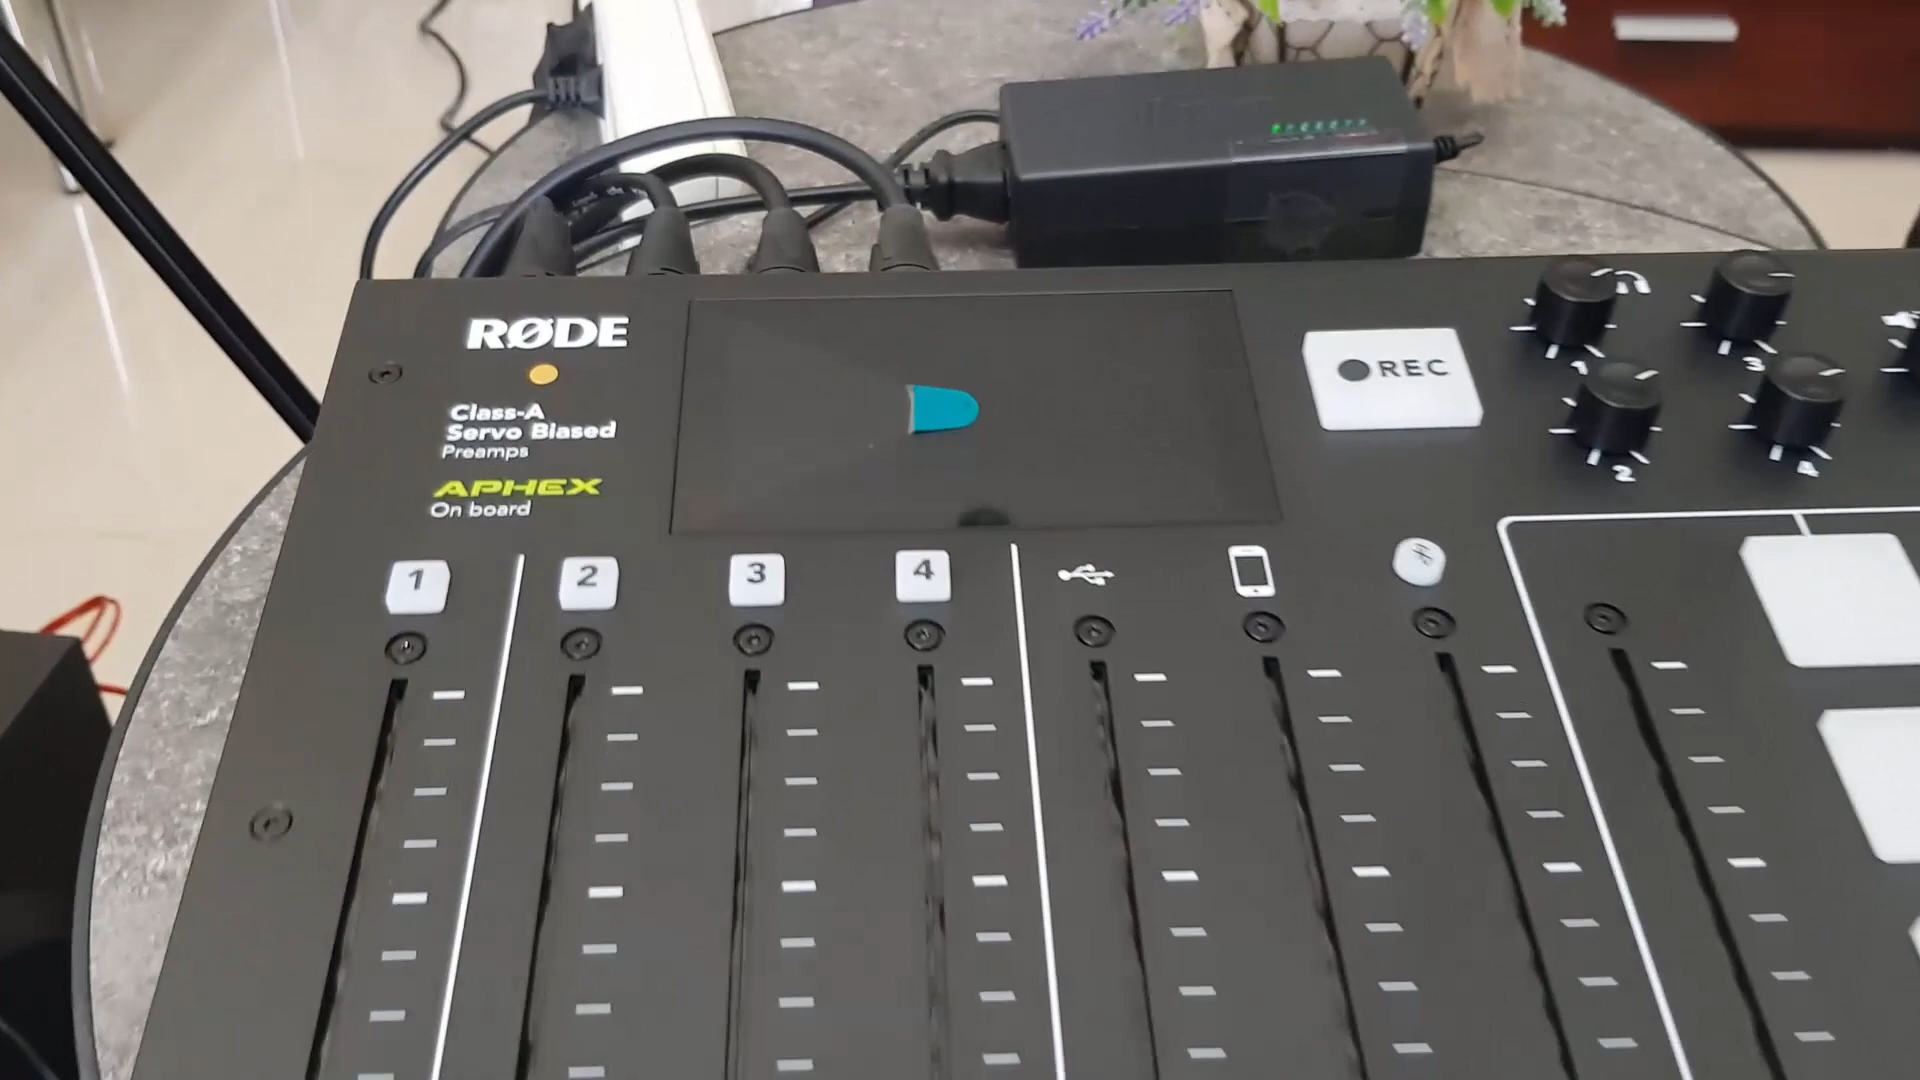 RØDE
Class-A
Servo Biased
Preamps
APHEX
On board
REC
1
3
2
4
1
2
3
4